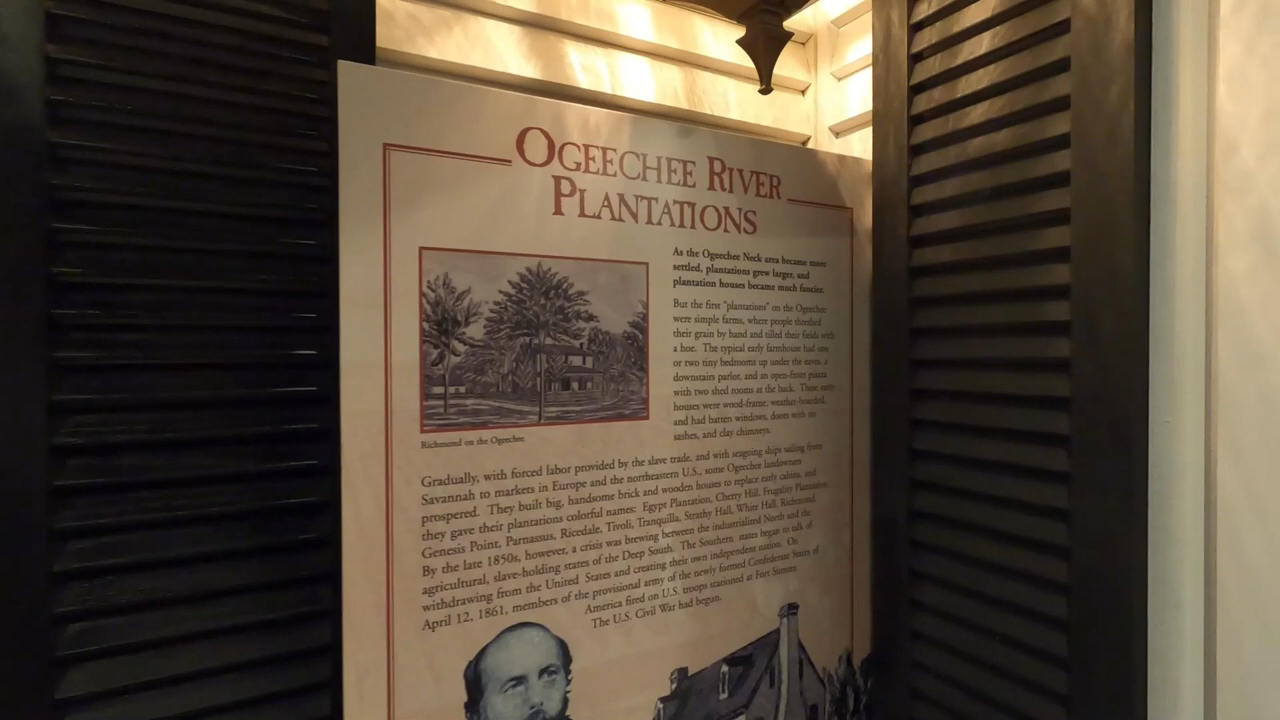 OGEECHEE RIVER
PLANTATIONS
As the Ogeechee Neck area became more
settled, plantations grew larger, and
plantation houses became much fancier.
But the first "plantations" on the Ogeechee
were simple farms, where people threshed
their grain by hand and tilled their fields with
a hoe. The typical early farmhouse had one
or two tiny bedrooms up under the eaves, a
downstairs parlor, and an open-front piazza
with two shed rooms at the back. These early
houses were wood-frame, weather-boarded,
and had batten windows, doors with no
sashes, and clay chimneys.
Richmond on the Ogeechee
Gradually, with forced labor provided by the slave trade, and with seagoing ships sailing from
Savannah to markets in Europe and the northeastern U.S., some Ogeechee landowners
prospered. They built big, handsome brick and wooden houses to replace early cabins, and
they gave their plantations colorful names: Egypt Plantation, Cherry Hill, Frugality Plantation,
Genesis Point, Parnassus, Ricedale, Tivoli, Tranquilla, Strathy Hall, White Hall, Richmond.
By the late 1850s, however, a crisis was brewing between the industrialized North and the
agricultural, slave-holding states of the Deep South. The Southern states began to talk of
withdrawing from the United States and creating their own independent nation. On
April 12, 1861, members of the provisional army of the newly formed Confederate States of
America fired on U.S. troops stationed at Fort Sumter.
The U.S. Civil War had begun.